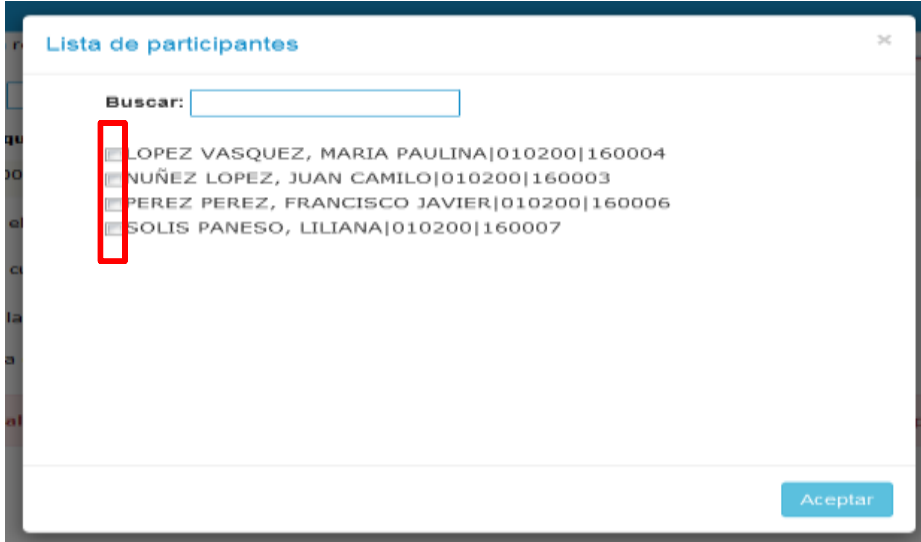 Lista de participantes
×
Buscar:
LOPEZ VASQUEZ, MARIA PAULINA|010200|160004
NUÑEZ LOPEZ, JUAN CAMILO|010200|160003
PEREZ PEREZ, FRANCISCO JAVIER|010200|160006
SOLIS PANESO, LILIANA|010200|160007
Aceptar